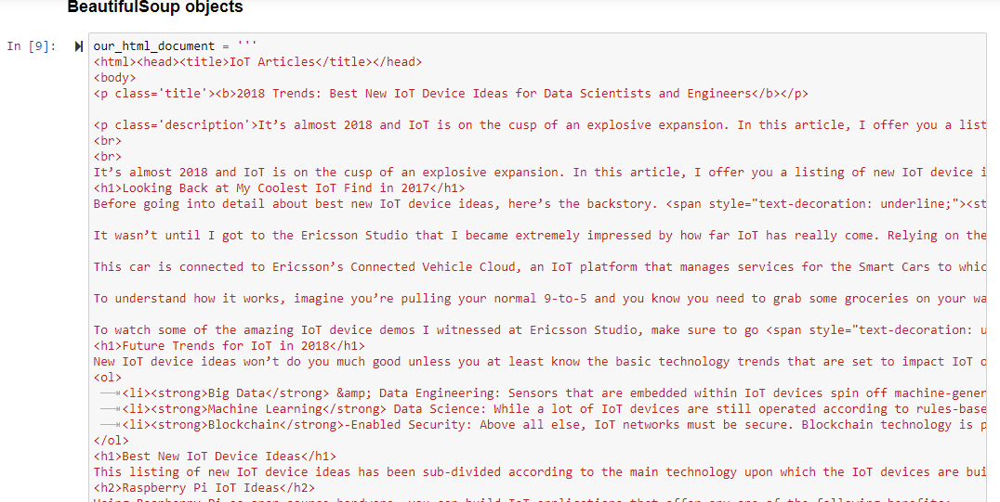 BeautifulSoup objects
In [9]:
our_html_document = '''
<html><head><title>IoT Articles</title></head>
<body>
<p class='title'><b>2018 Trends: Best New IoT Device Ideas for Data Scientists and Engineers</b></p>
<p class='description'>It’s almost 2018 and IoT is on the cusp of an explosive expansion. In this article, I offer you a list
<br>
<br>
It’s almost 2018 and IoT is on the cusp of an explosive expansion. In this article, I offer you a listing of new IoT device i
<h1>Looking Back at My Coolest IoT Find in 2017</h1>
Before going into detail about best new IoT device ideas, here’s the backstory. <span style="text-decoration: underline;"><st
It wasn’t until I got to the Ericsson Studio that I became extremely impressed by how far IoT has really come. Relying on the
This car is connected to Ericsson’s Connected Vehicle Cloud, an IoT platform that manages services for the Smart Cars to whic
To understand how it works, imagine you’re pulling your normal 9-to-5 and you know you need to grab some groceries on your wa
To watch some of the amazing IoT device demos I witnessed at Ericsson Studio, make sure to go <span style="text-decoration: u
<h1>Future Trends for IoT in 2018</h1>
New IoT device ideas won’t do you much good unless you at least know the basic technology trends that are set to impact IoT
<ol>
<li><strong>Big Data</strong> &amp; Data Engineering: Sensors that are embedded within IoT devices spin off machine-gener
<li><strong>Machine Learning</strong> Data Science: While a lot of IoT devices are still operated according to rules-base
<li><strong>Blockchain</strong>-Enabled Security: Above all else, IoT networks must be secure. Blockchain technology is p
</ol>
<h1>Best New IoT Device Ideas</h1>
This listing of new IoT device ideas has been sub-divided according to the main technology upon which the IoT devices are bui
<h2>Raspberry Pi IoT Ideas</h2>